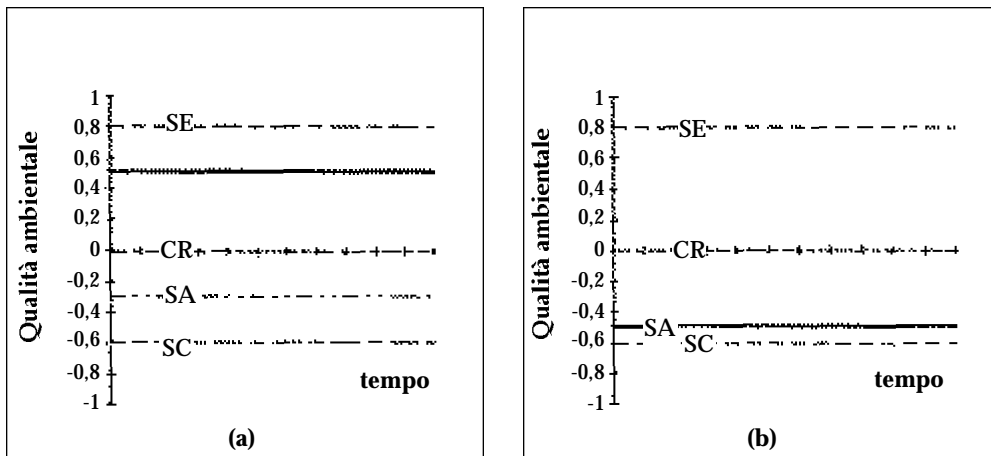 Qualità ambientale
1
0,8
0,6
0,4
0,2
0
-0,2
-0,4
-0,6
-0,8
-1
SE
CR
SA
SC
tempo
(a)
Qualità ambientale
1
0,8
0,6
0,4
0,2
0
-0,2
-0,4
-0,6
-0,8
-1
SE
CR
SA
SC
tempo
(b)